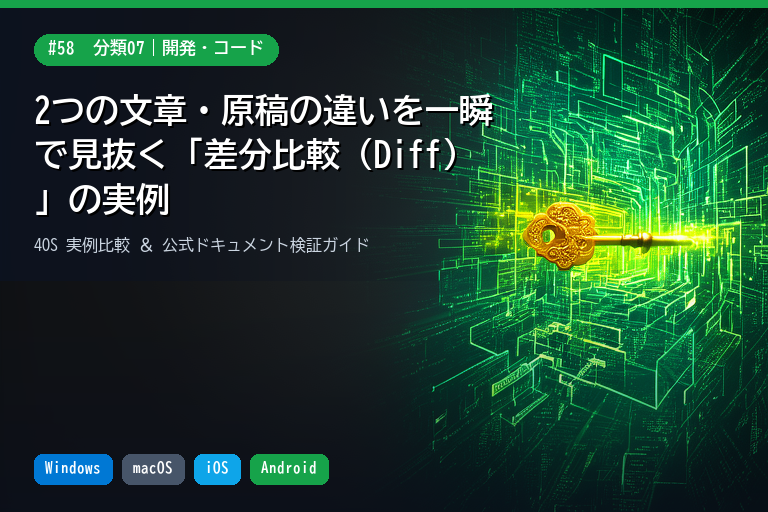 #58 分類07｜開発・コード
2つの文章・原稿の違いを一瞬
で見抜く「差分比較（Diff）
」の実例
4OS 実例比較 ＆ 公式ドキュメント検証ガイド
Windows macOS iOS Android